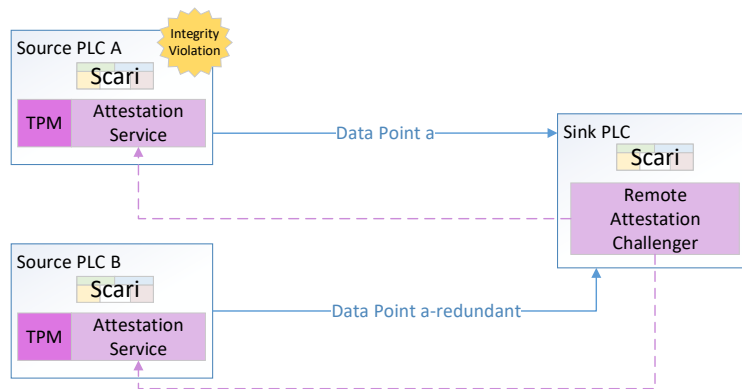 Integrity
Violation
Source PLC A
Scari
TPM
Attestation
Service
Data Point a
Sink PLC
Scari
Remote
Attestation
Challenger
Source PLC B
Scari
TPM
Attestation
Service
Data Point a-redundant